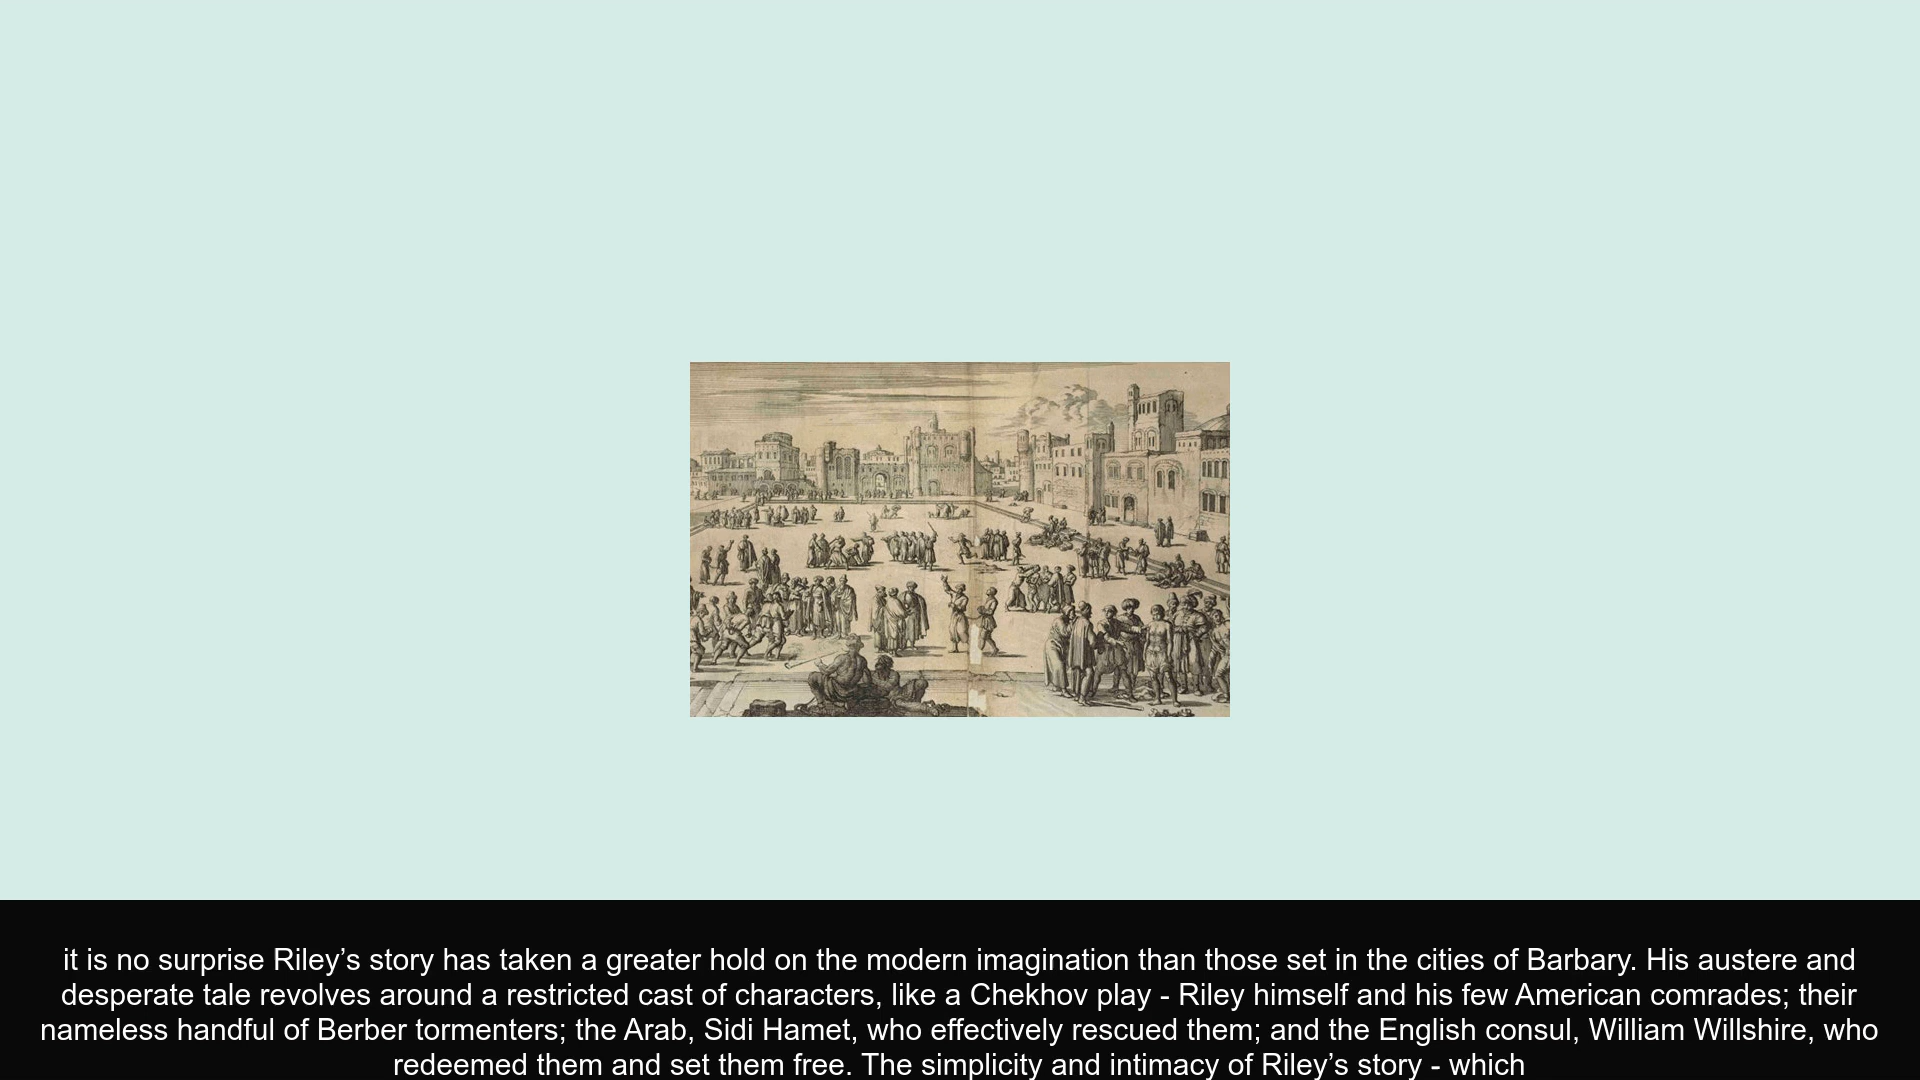 it is no surprise Riley’s story has taken a greater hold on the modern imagination than those set in the cities of Barbary. His austere and
desperate tale revolves around a restricted cast of characters, like a Chekhov play - Riley himself and his few American comrades; their
nameless handful of Berber tormenters; the Arab, Sidi Hamet, who effectively rescued them; and the English consul, William Willshire, who
redeemed them and set them free. The simplicity and intimacy of Riley’s story - which